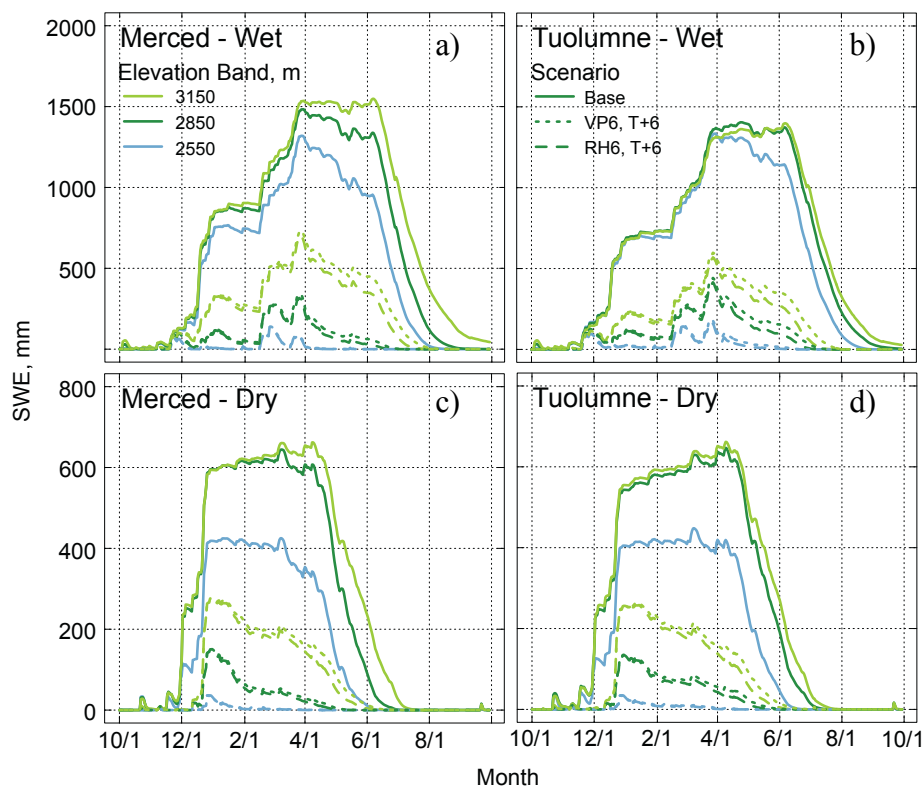 Merced - Wet
a)
Elevation Band, m
3150
2850
2550
Tuolumne - Wet
b)
Scenario
Base
VP6, T+6
RH6, T+6
2000
1500
1000
500
0
SWE, mm
Merced - Dry
c)
Tuolumne - Dry
d)
800
600
400
200
0
10/1 12/1 2/1 4/1 6/1 8/1
10/1 12/1 2/1 4/1 6/1 8/1 10/1
Month